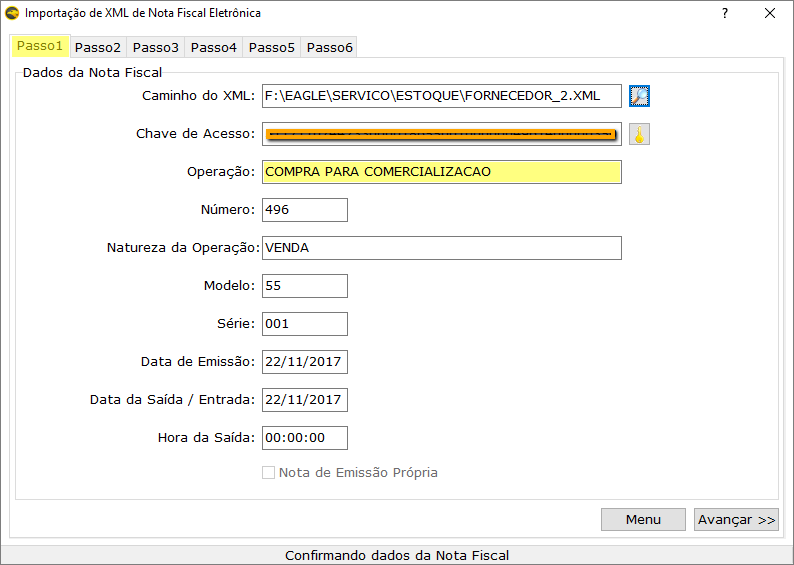 Importação de XML de Nota Fiscal Eletrônica ?
Passo1 Passo2 Passo3 Passo4 Passo5 Passo6
Dados da Nota Fiscal
Caminho do XML: F:\EAGLE\SERVICO\ESTOQUE\FORNECEDOR_2.XML
Chave de Acesso:
Operação: COMPRA PARA COMERCIALIZACAO
Número: 496
Natureza da Operação: VENDA
Modelo: 55
Série: 001
Data de Emissão: 22/11/2017
Data da Saída / Entrada: 22/11/2017
Hora da Saída: 00:00:00
Nota de Emissão Própria
Menu Avançar >>
Confirmando dados da Nota Fiscal